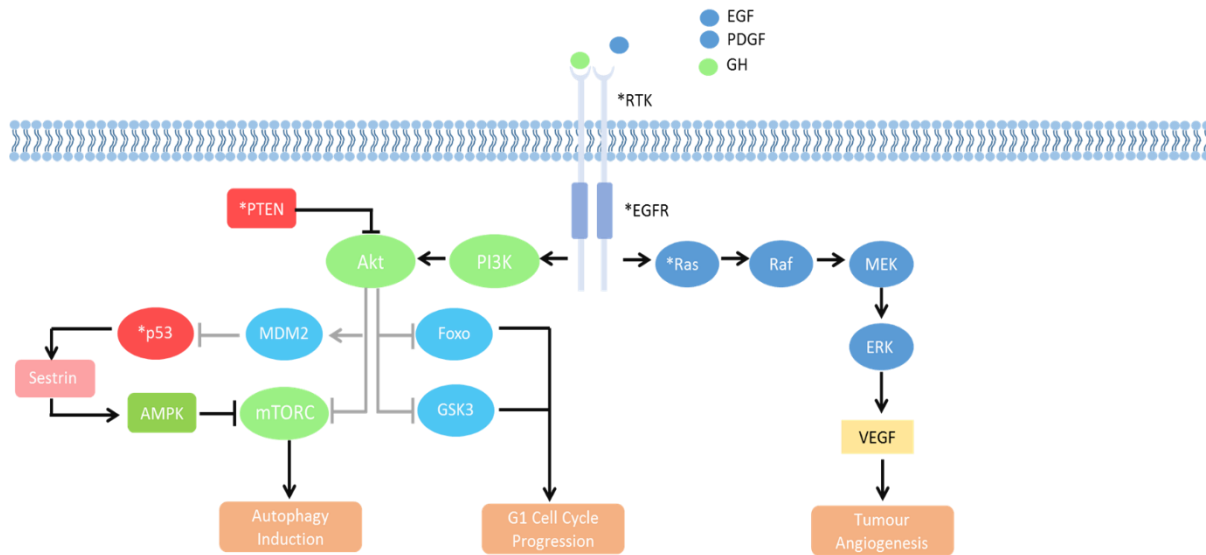 EGF
PDGF
GH
*RTK
*EGFR
*PTEN
Akt
PI3K
*Ras
Raf
MEK
*p53
MDM2
Foxo
ERK
Sestrin
AMPK
mTORC
GSK3
VEGF
Autophagy
Induction
G1 Cell Cycle
Progression
Tumour
Angiogenesis